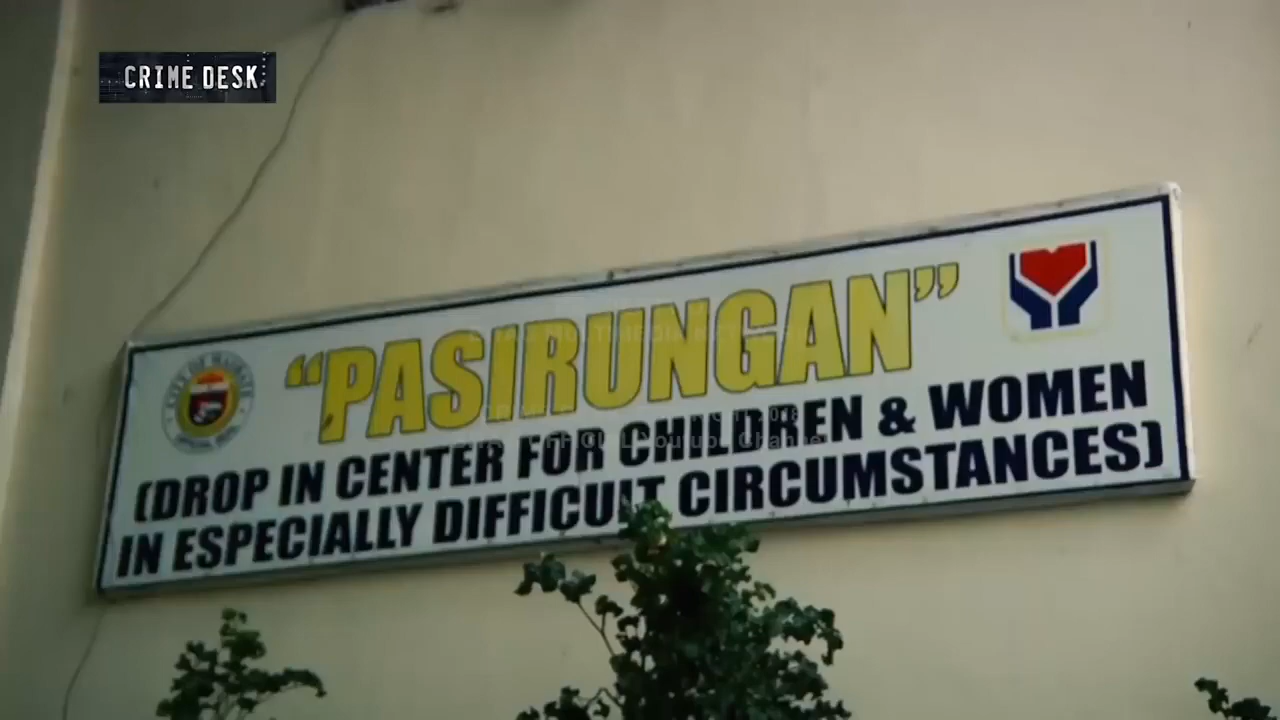 CRIME DESK
“PASIRUNGAN”
(DROP IN CENTER FOR CHILDREN & WOMEN
IN ESPECIALLY DIFFICULT CIRCUMSTANCES)